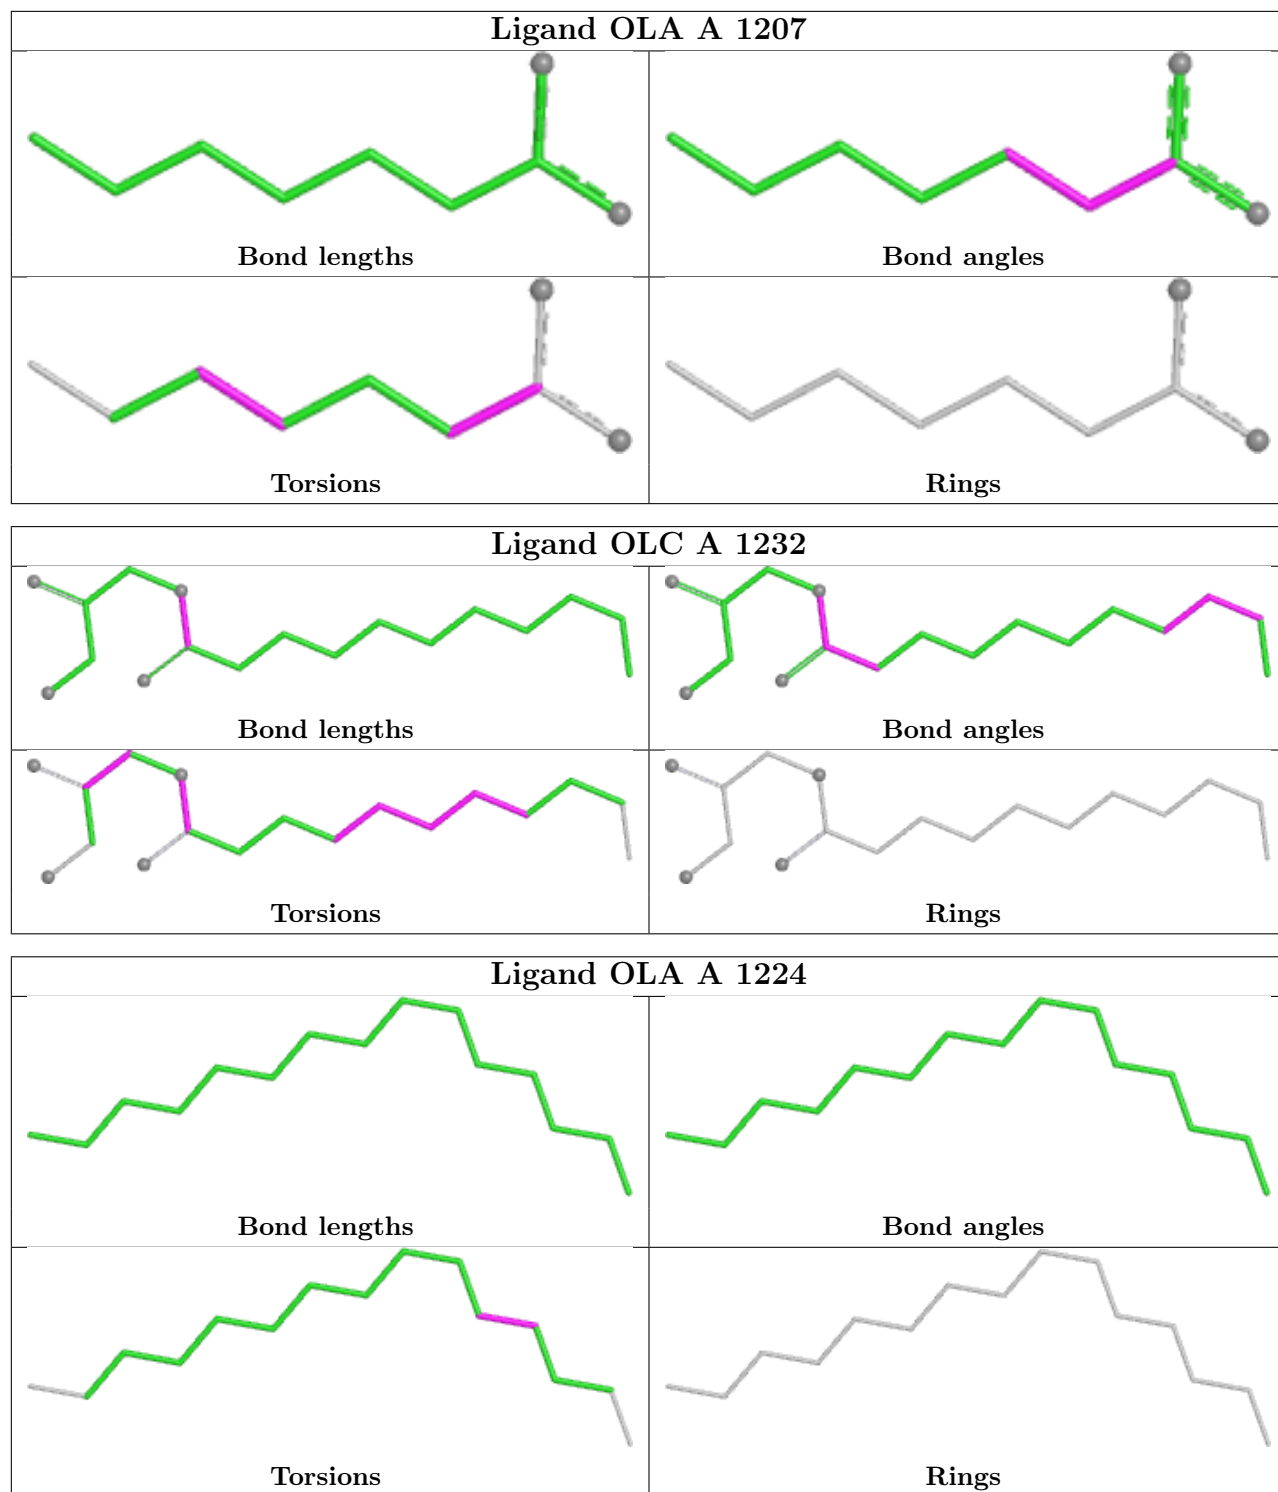 Ligand OLA A 1207
Bond lengths
Bond angles
Torsions
Rings
Ligand OLC A 1232
Bond lengths
Bond angles
Torsions
Rings
Ligand OLA A 1224
Bond lengths
Bond angles
Torsions
Rings